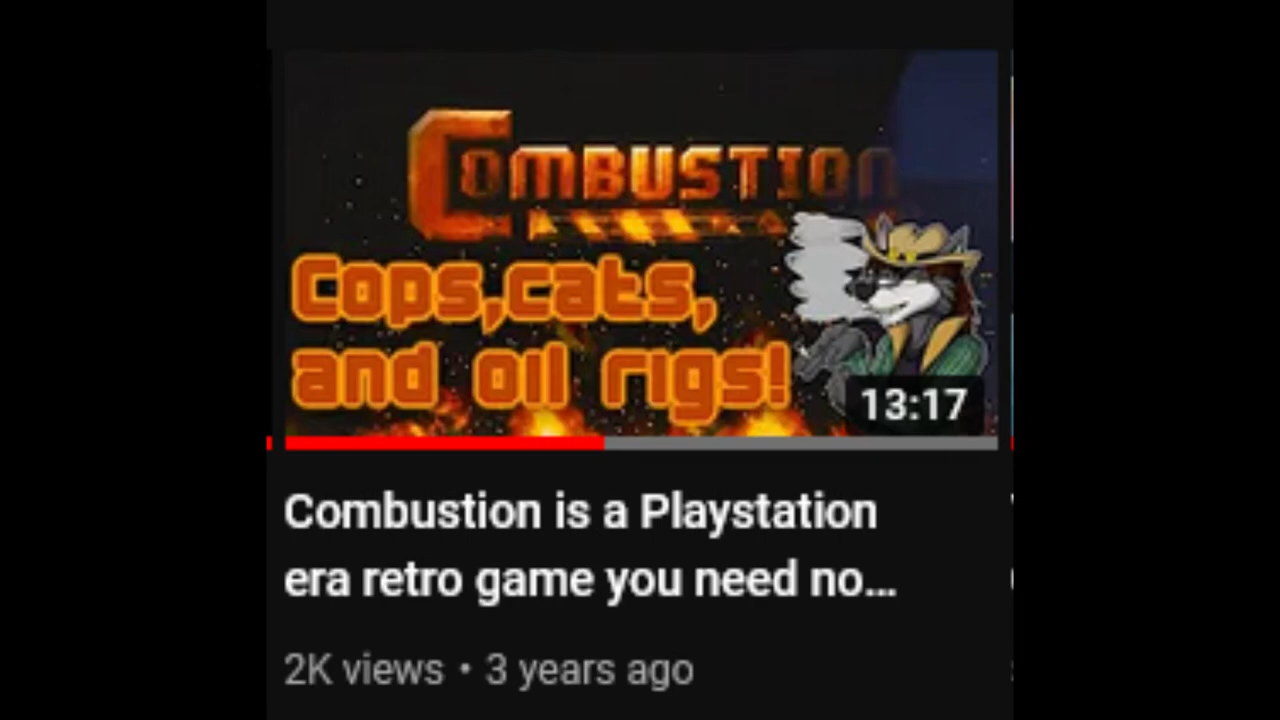 COMBUSTION
Cops,cats,
and oil rigs!
13:17
Combustion is a Playstation
era retro game you need no...
2K views • 3 years ago